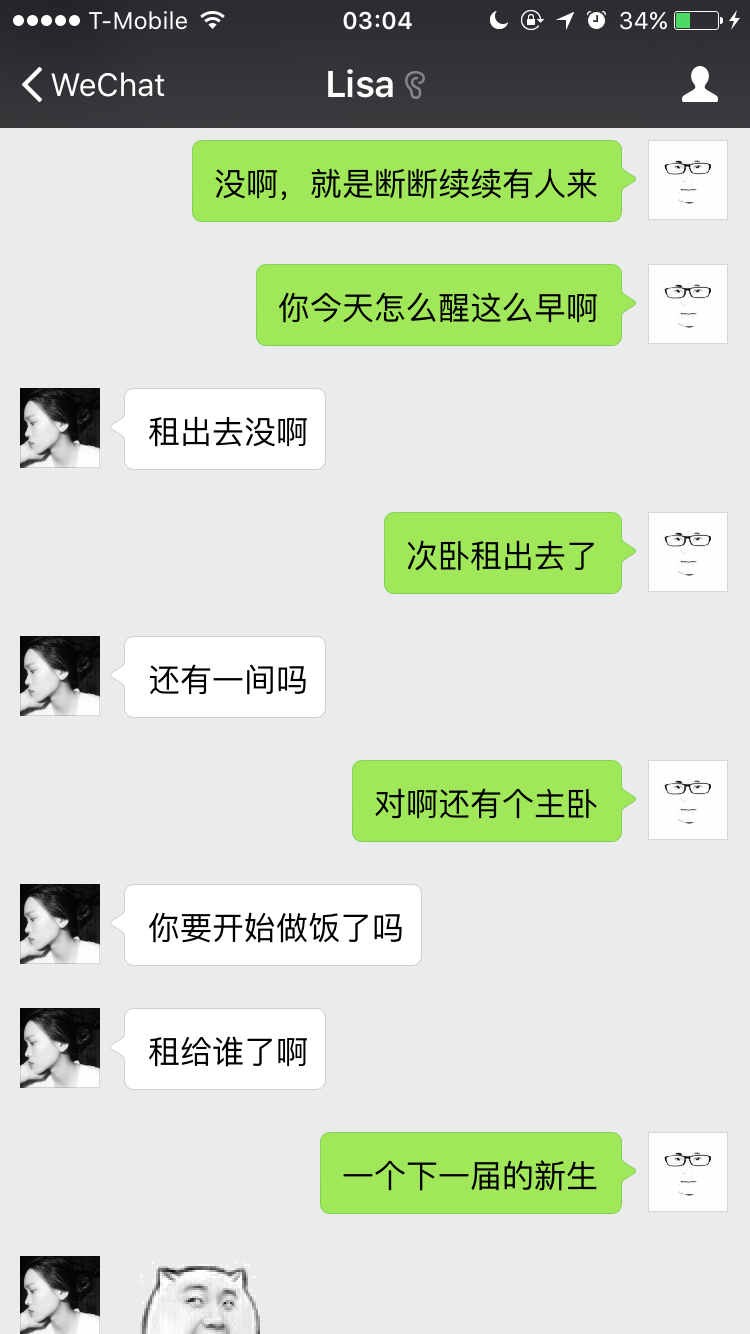 T-Mobile 03:04 34%
WeChat Lisa
没啊，就是断断续续有人来
你今天怎么醒这么早啊
租出去没啊
次卧租出去了
还有一间吗
对啊还有个主卧
你要开始做饭了吗
租给谁了啊
一个下一届的新生